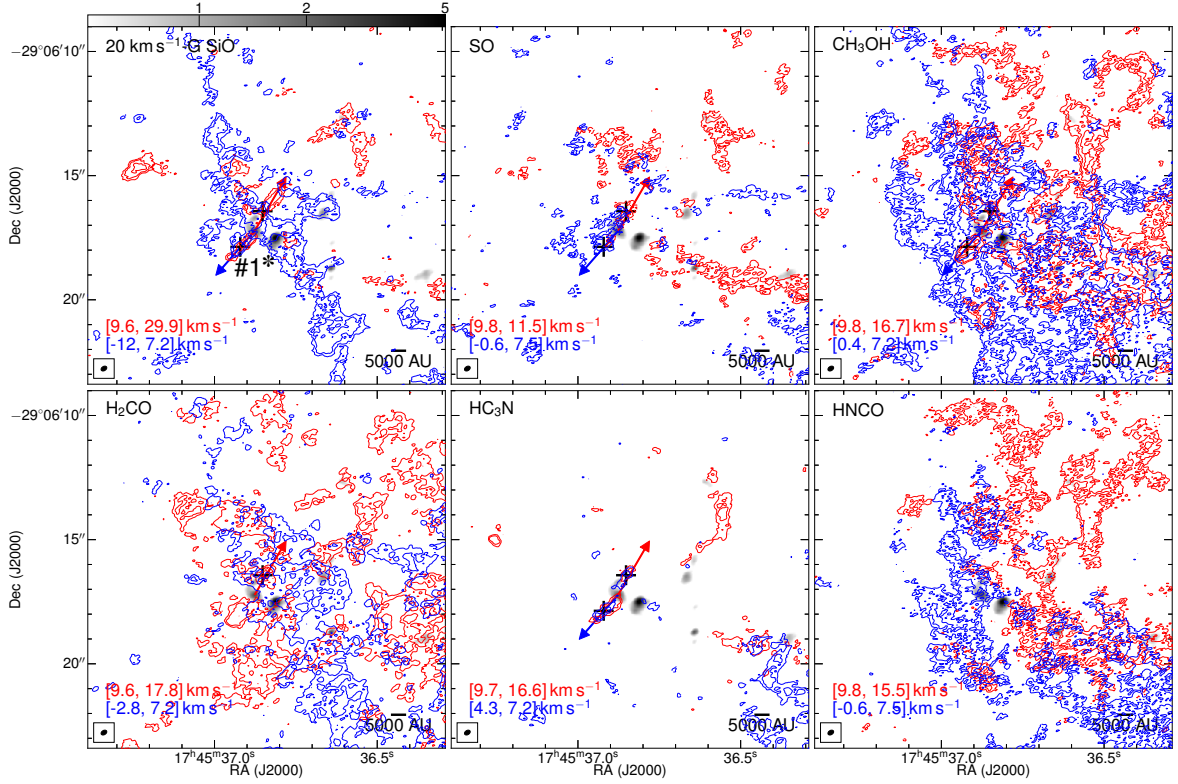 1 2 5
20 km s⁻¹ G SiO
SO
CH₃OH
−29°06′10″
15″
20″
Dec (J2000)
#1*
[9.6, 29.9] km s⁻¹
[-12, 7.2] km s⁻¹
5000 AU
[9.8, 11.5] km s⁻¹
[-0.6, 7.5] km s⁻¹
5000 AU
[9.8, 16.7] km s⁻¹
[0.4, 7.2] km s⁻¹
5000 AU
H₂CO
HC₃N
HNCO
−29°06′10″
15″
20″
Dec (J2000)
[9.6, 17.8] km s⁻¹
[-2.8, 7.2] km s⁻¹
5000 AU
[9.7, 16.6] km s⁻¹
[4.3, 7.2] km s⁻¹
5000 AU
[9.8, 15.5] km s⁻¹
[-0.6, 7.5] km s⁻¹
5000 AU
17ʰ45ᵐ37.0ˢ 36.5ˢ
RA (J2000)
17ʰ45ᵐ37.0ˢ 36.5ˢ
RA (J2000)
17ʰ45ᵐ37.0ˢ 36.5ˢ
RA (J2000)